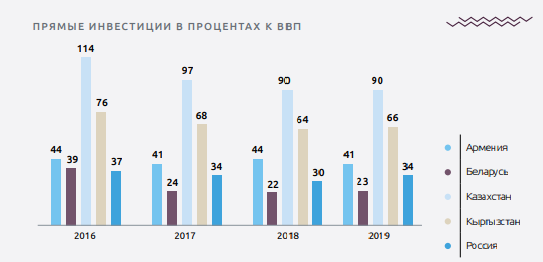 ПРЯМЫЕ ИНВЕСТИЦИИ В ПРОЦЕНТАХ К ВВП
44 39 114 76 37
41 24 97 68 34
44 22 90 64 30
41 23 90 66 34
2016 2017 2018 2019
Армения
Беларусь
Казахстан
Кыргызстан
Россия